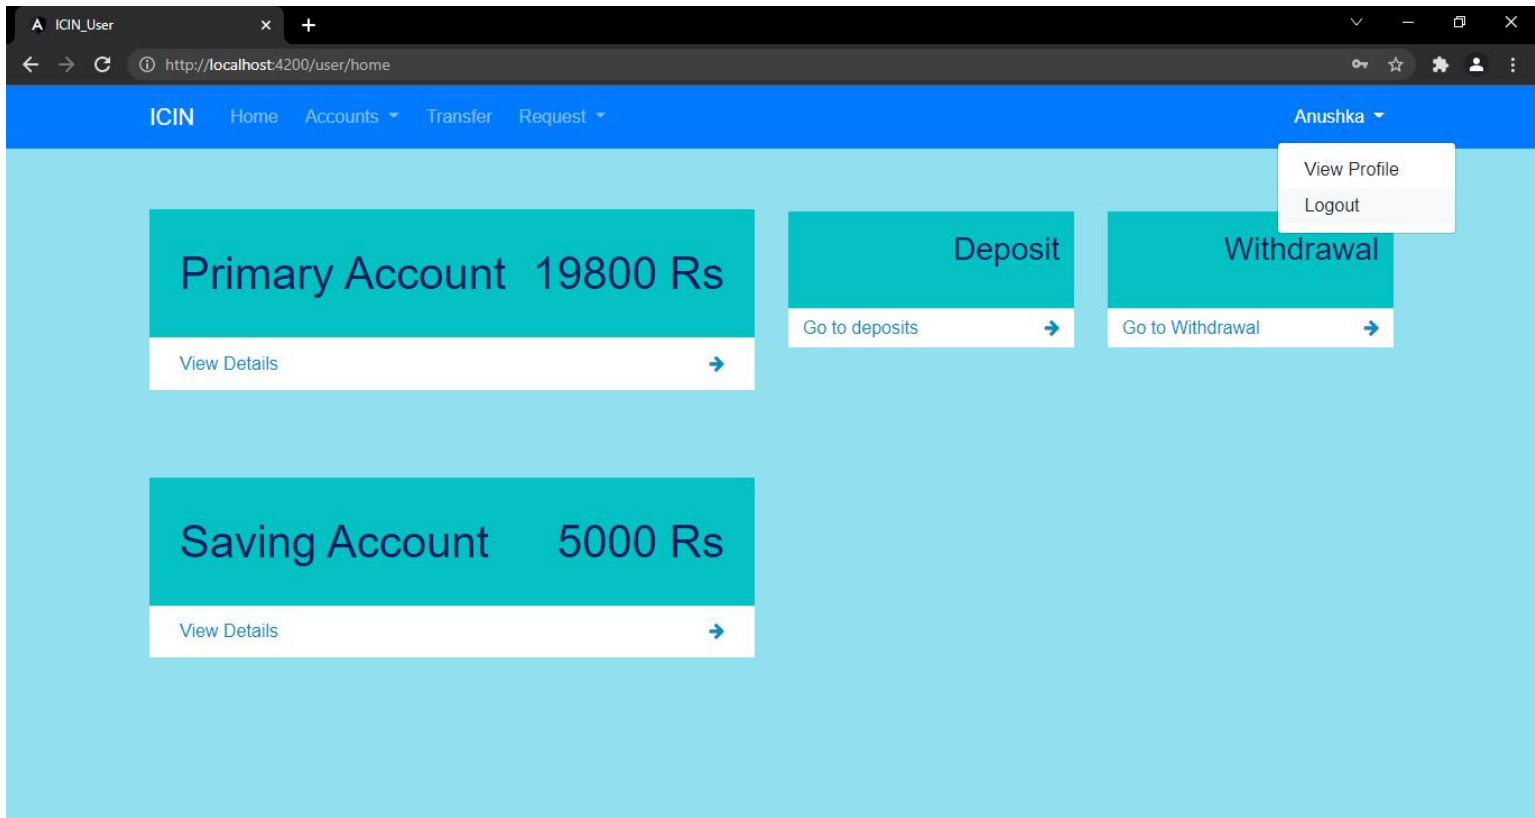 ICIN_User
http://localhost:4200/user/home
ICIN Home Accounts Transfer Request Anushka
View Profile
Logout
Primary Account 19800 Rs
View Details
Deposit
Go to deposits
Withdrawal
Go to Withdrawal
Saving Account 5000 Rs
View Details